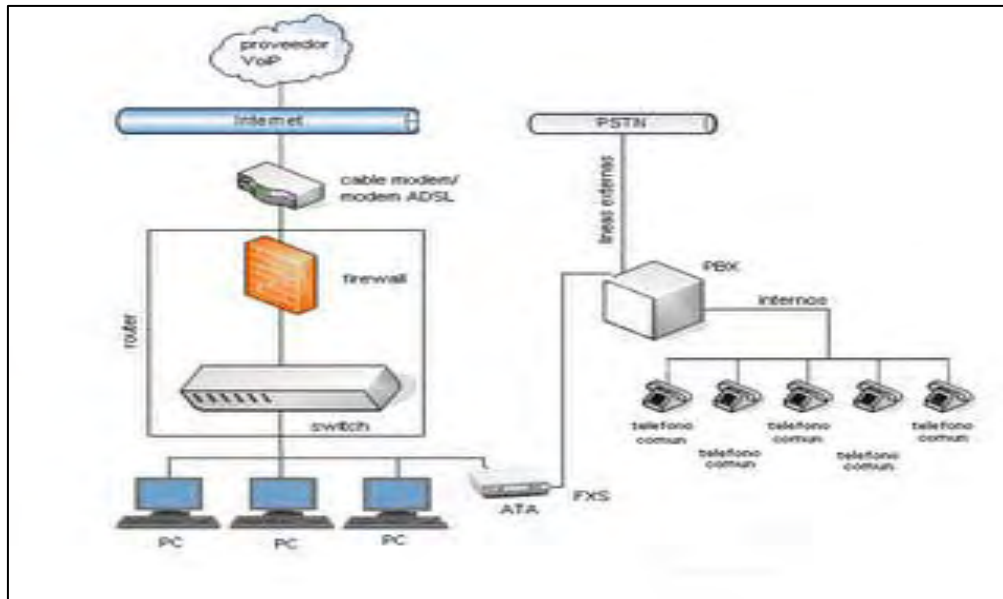 proveedor
VoIP
Internet
PSTN
cable modem/
modem ADSL
lineas externas
firewall
PBX
internos
router
switch
telefono
comun
telefono
comun
telefono
comun
telefono
comun
telefono
comun
FXS
ATA
PC
PC
PC